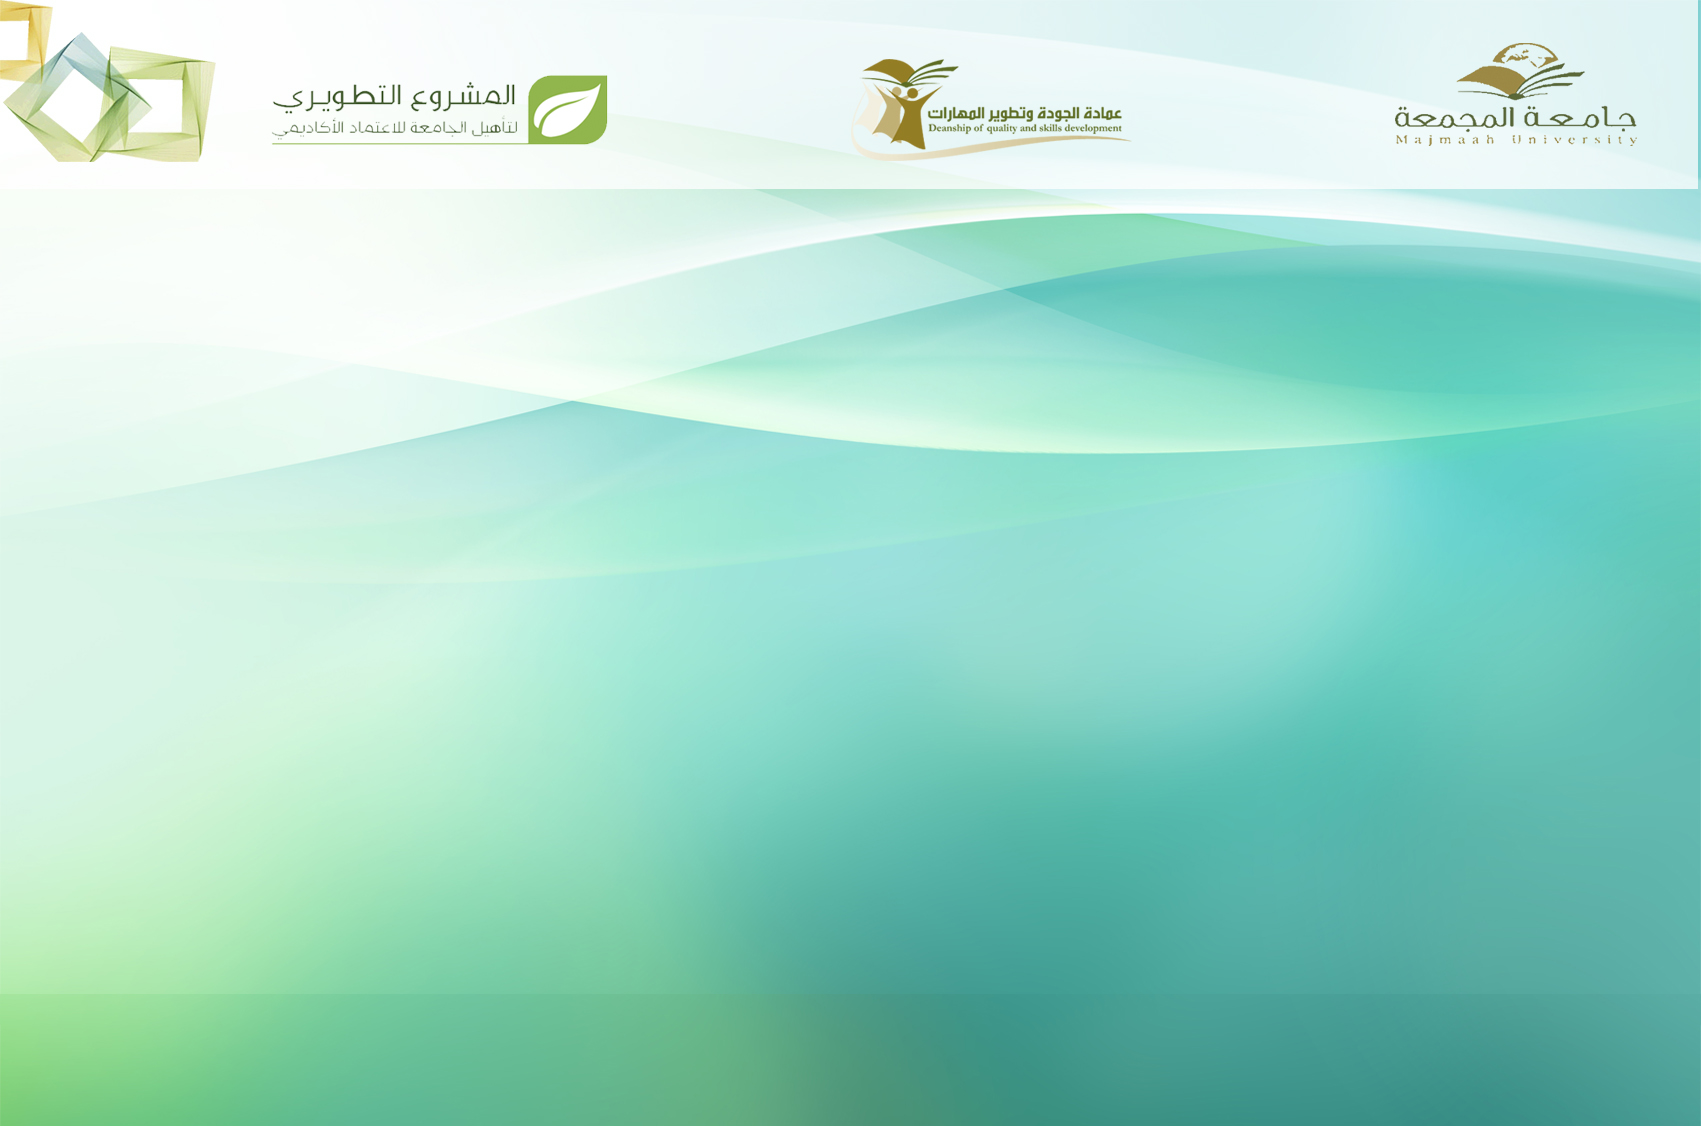 جامعة المجمعة
Majmaah University
عمادة الجودة وتطوير المهارات
Deanship of quality and skills development
المشروع التطويري
لتأهيل الجامعة للاعتماد الأكاديمي